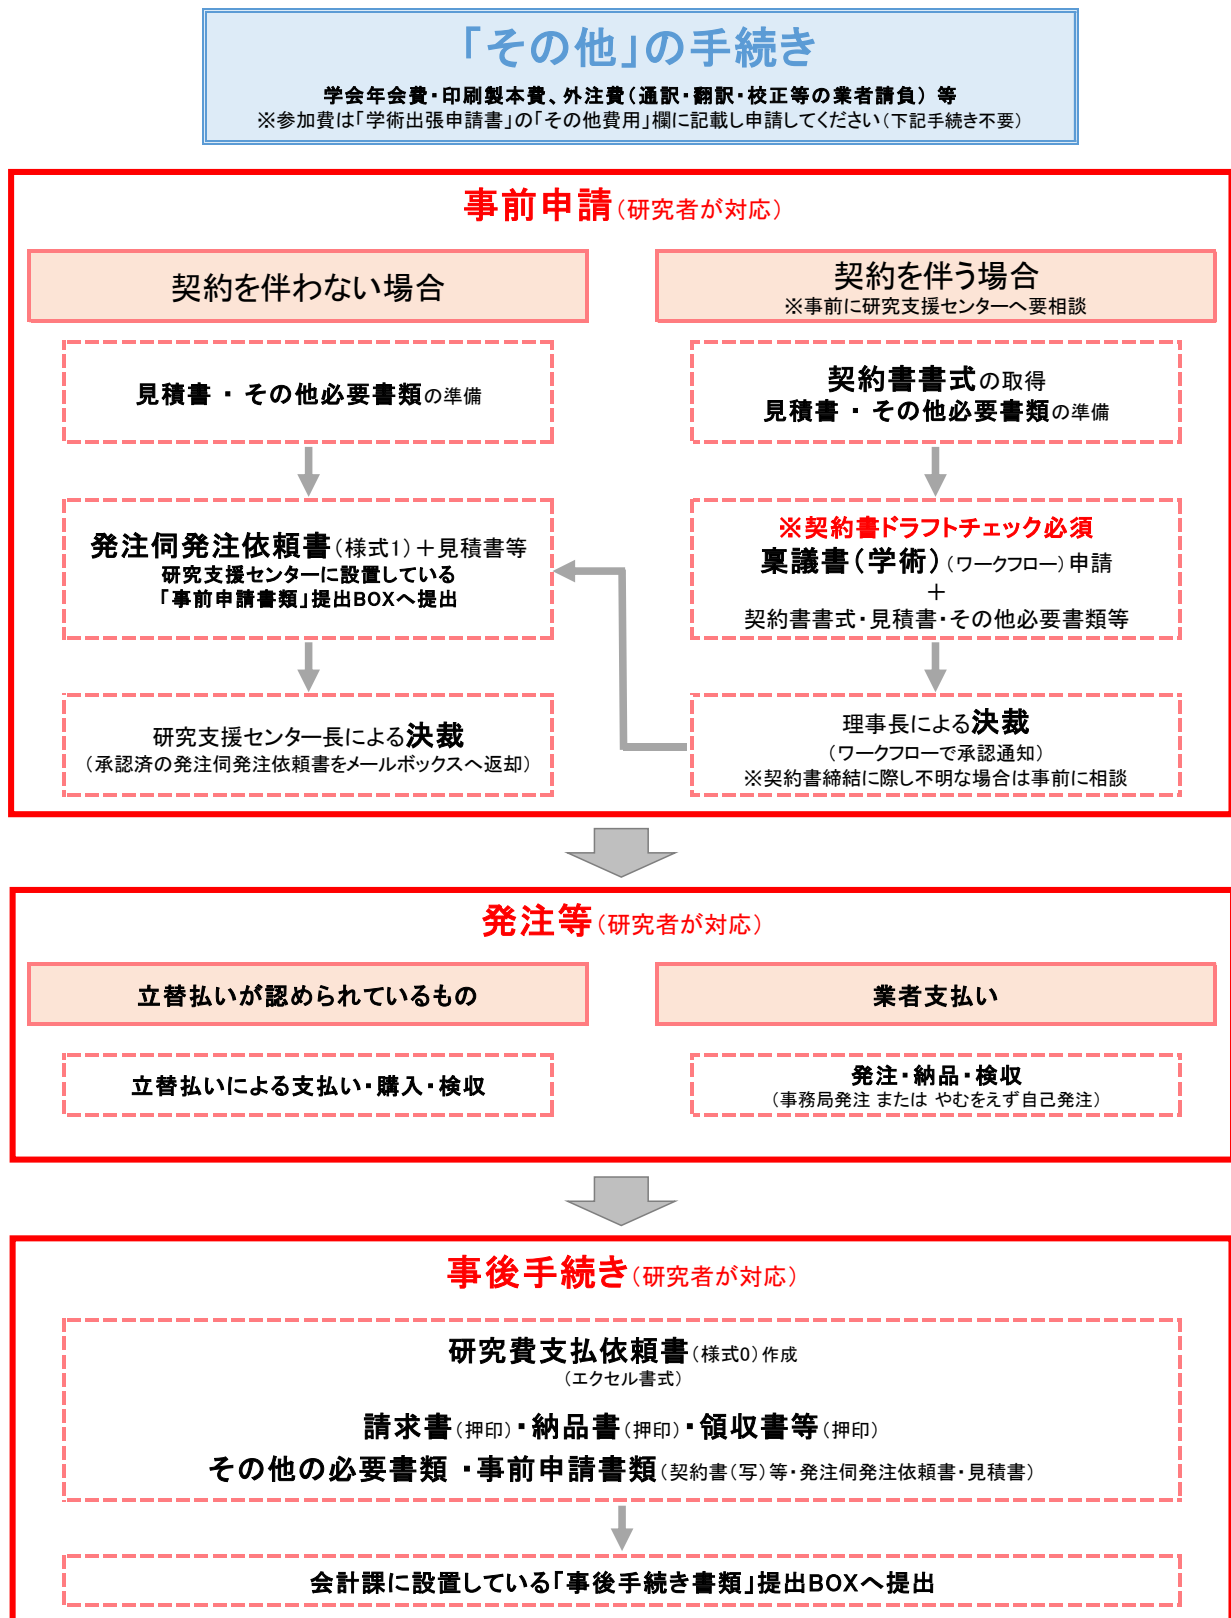 「その他」の手続き
学会年会費・印刷製本費、外注費（通訳・翻訳・校正等の業者請負） 等
※参加費は「学術出張申請書」の「その他費用」欄に記載し申請してください（下記手続き不要）
事前申請（研究者が対応）
契約を伴わない場合
見積書 ・ その他必要書類の準備
発注伺発注依頼書（様式1）＋見積書等
研究支援センターに設置している
「事前申請書類」提出BOXへ提出
研究支援センター長による決裁
（承認済の発注伺発注依頼書をメールボックスへ返却）
契約を伴う場合
※事前に研究支援センターへ要相談
契約書書式の取得
見積書 ・ その他必要書類の準備
※契約書ドラフトチェック必須
稟議書（学術）（ワークフロー）申請
＋
契約書書式・見積書・その他必要書類等
理事長による決裁
（ワークフローで承認通知）
※契約書締結に際し不明な場合は事前に相談
発注等（研究者が対応）
立替払いが認められているもの
立替払いによる支払い・購入・検収
業者支払い
発注・納品・検収
（事務局発注 または やむをえず自己発注）
事後手続き（研究者が対応）
研究費支払依頼書（様式0）作成
（エクセル書式）
請求書（押印）・納品書（押印）・領収書等（押印）
その他の必要書類 ・事前申請書類（契約書（写）等・発注伺発注依頼書・見積書）
会計課に設置している「事後手続き書類」提出BOXへ提出